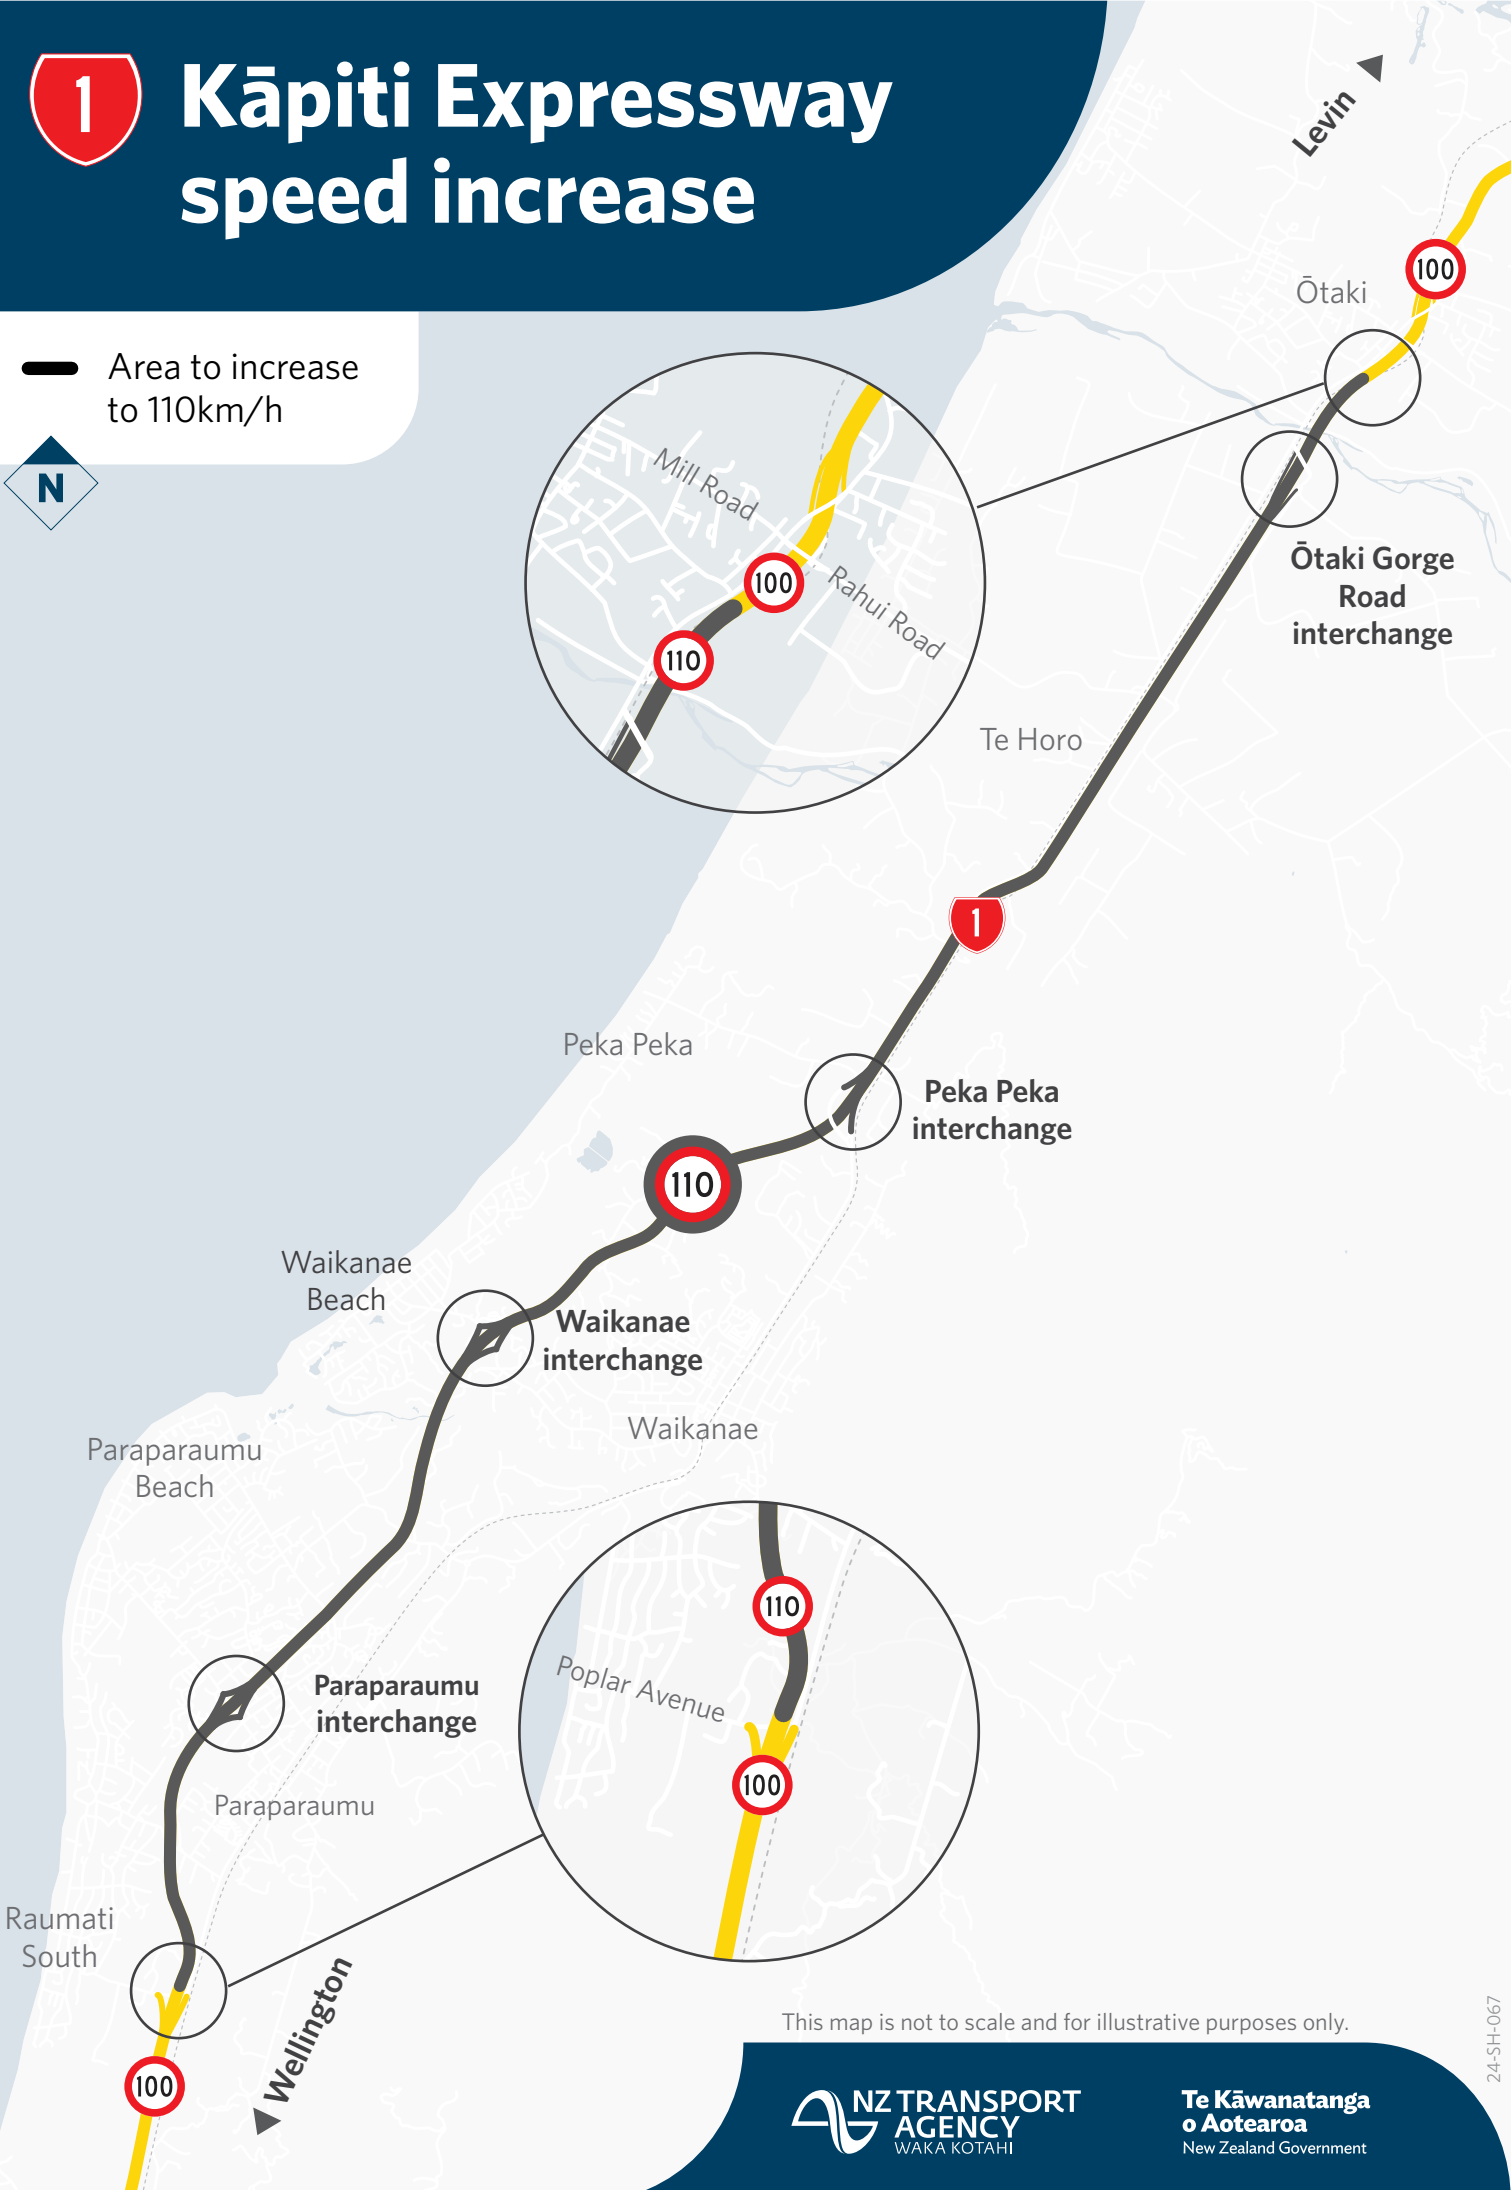 1
Kāpiti Expressway
speed increase
Area to increase
to 110km/h
N
Levin
100
Ōtaki
Mill Road
Rahui Road
100
110
Ōtaki Gorge
Road
interchange
Te Horo
1
Peka Peka
Peka Peka
interchange
110
Waikanae
Beach
Waikanae
interchange
Waikanae
Paraparaumu
Beach
110
Poplar Avenue
100
Paraparaumu
interchange
Paraparaumu
Raumati
South
Wellington
100
This map is not to scale and for illustrative purposes only.
24-SH-067
NZ TRANSPORT
AGENCY
WAKA KOTAHI
Te Kāwanatanga
o Aotearoa
New Zealand Government